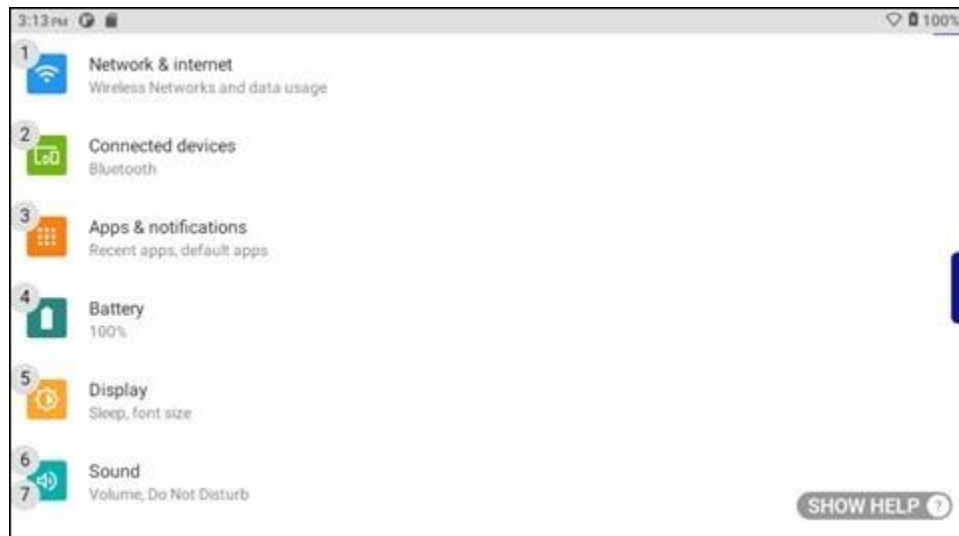 3:13 PM 100%
1
Network & internet
Wireless Networks and data usage
2
Connected devices
Bluetooth
3
Apps & notifications
Recent apps, default apps
4
Battery
100%
5
Display
Sleep, font size
6
Sound
7
Volume, Do Not Disturb
SHOW HELP ?